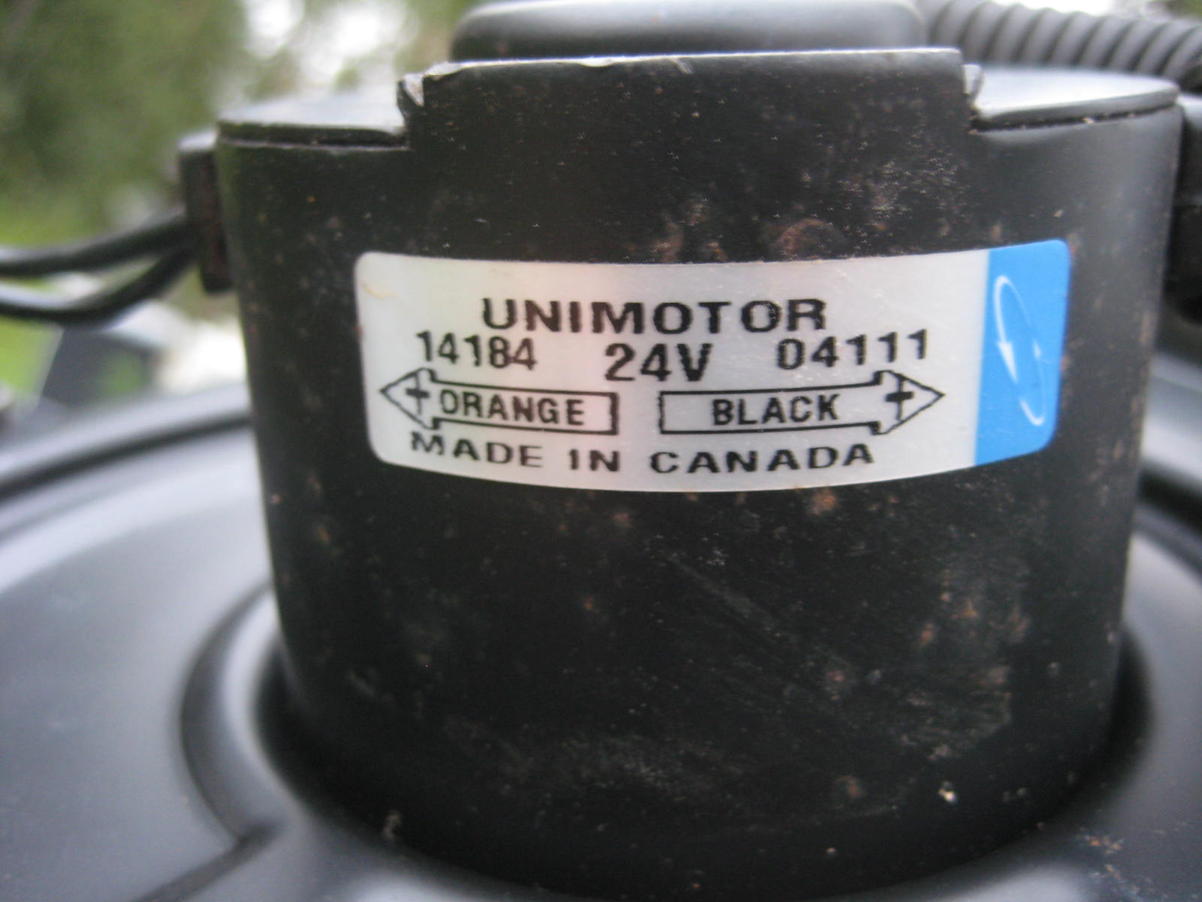 UNIMOTOR
14184 24V 04111
+ ORANGE BLACK +
MADE IN CANADA